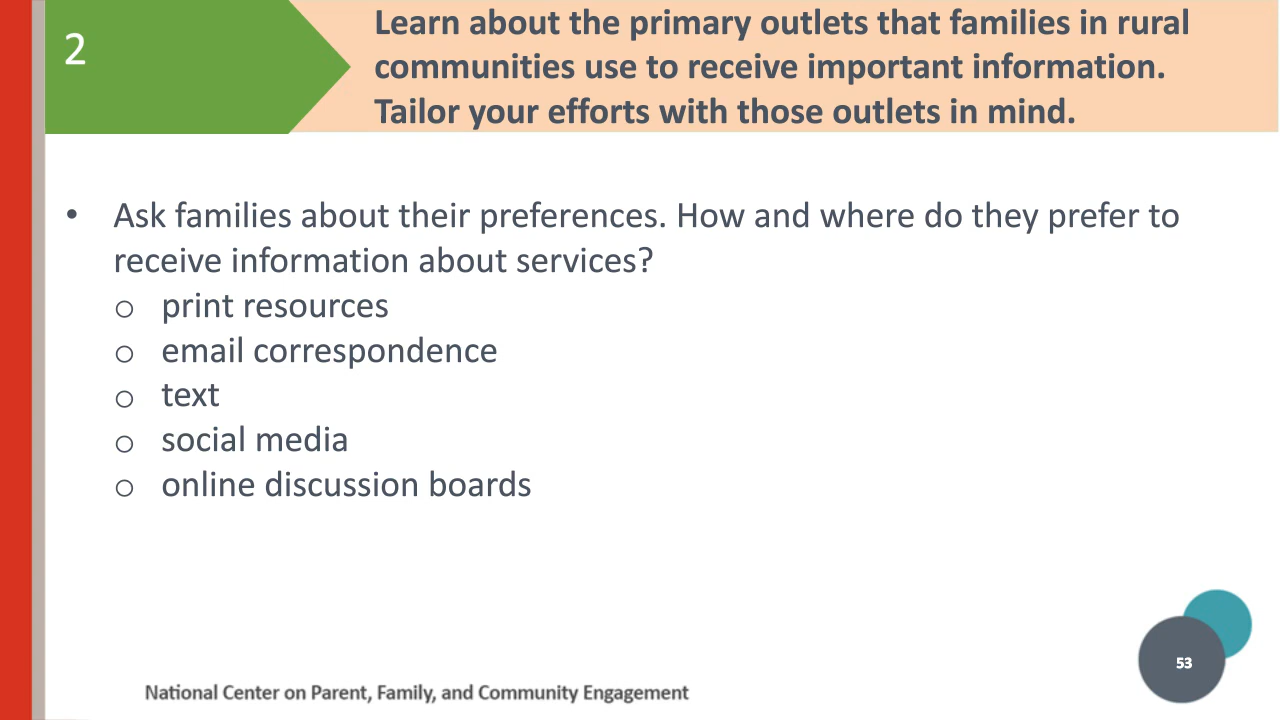 2
Learn about the primary outlets that families in rural
communities use to receive important information.
Tailor your efforts with those outlets in mind.
• Ask families about their preferences. How and where do they prefer to
receive information about services?
o print resources
o email correspondence
o text
o social media
o online discussion boards
53
National Center on Parent, Family, and Community Engagement